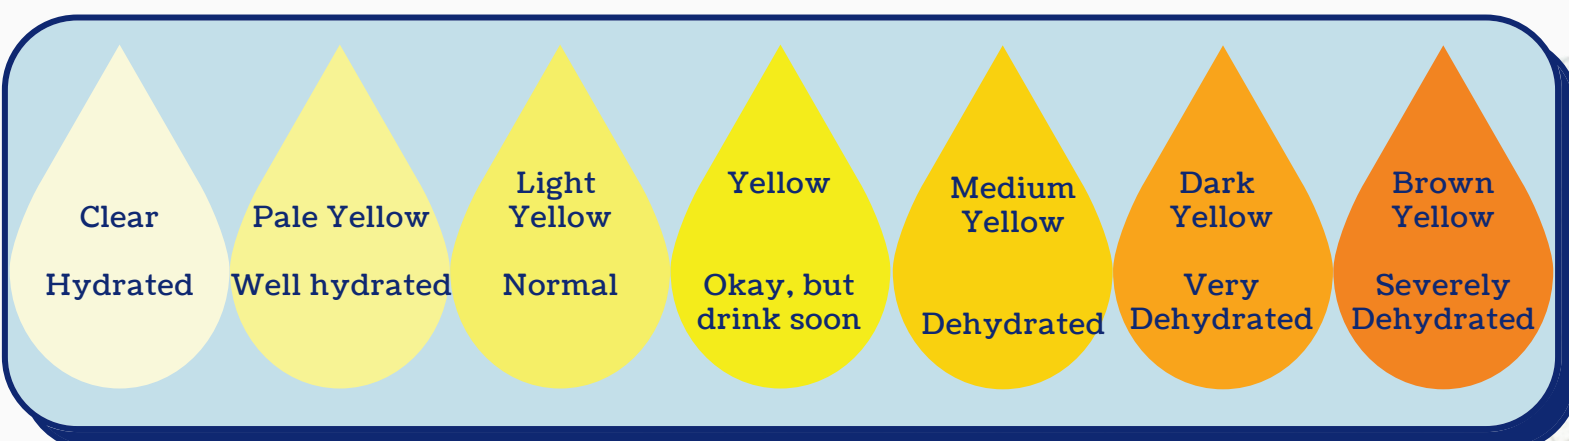 Clear
Hydrated
Pale Yellow
Well hydrated
Light
Yellow
Normal
Yellow
Okay, but
drink soon
Medium
Yellow
Dehydrated
Dark
Yellow
Very
Dehydrated
Brown
Yellow
Severely
Dehydrated